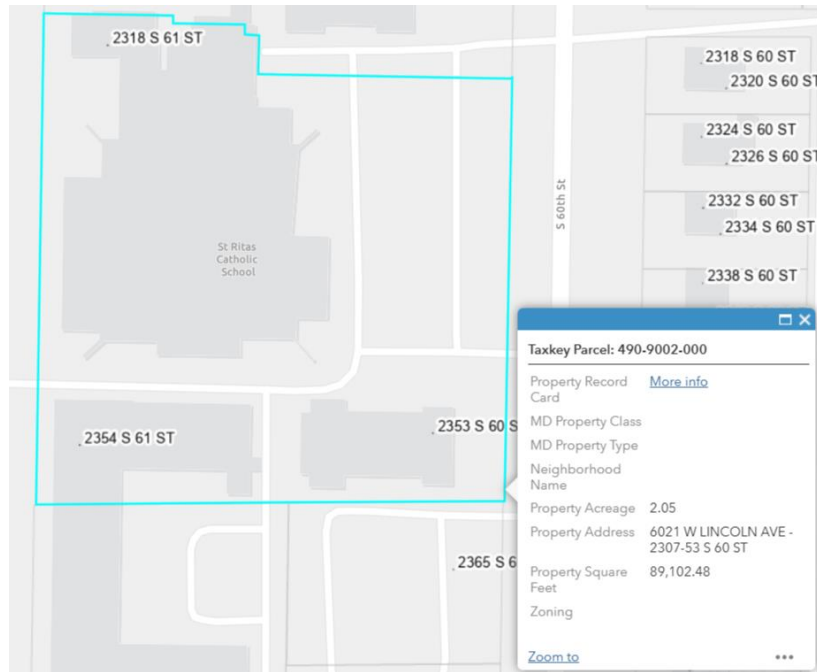 2318 S 61 ST
2318 S 60 ST
2320 S 60 ST
2324 S 60 ST
2326 S 60 ST
S 60th St
2332 S 60 ST
2334 S 60 ST
St Ritas
Catholic
School
2338 S 60 ST
2354 S 61 ST
2353 S 60 S
2365 S 6
Taxkey Parcel: 490-9002-000
Property Record
Card
More info
MD Property Class
MD Property Type
Neighborhood
Name
Property Acreage 2.05
Property Address 6021 W LINCOLN AVE -
2307-53 S 60 ST
Property Square
Feet
89,102.48
Zoning
Zoom to